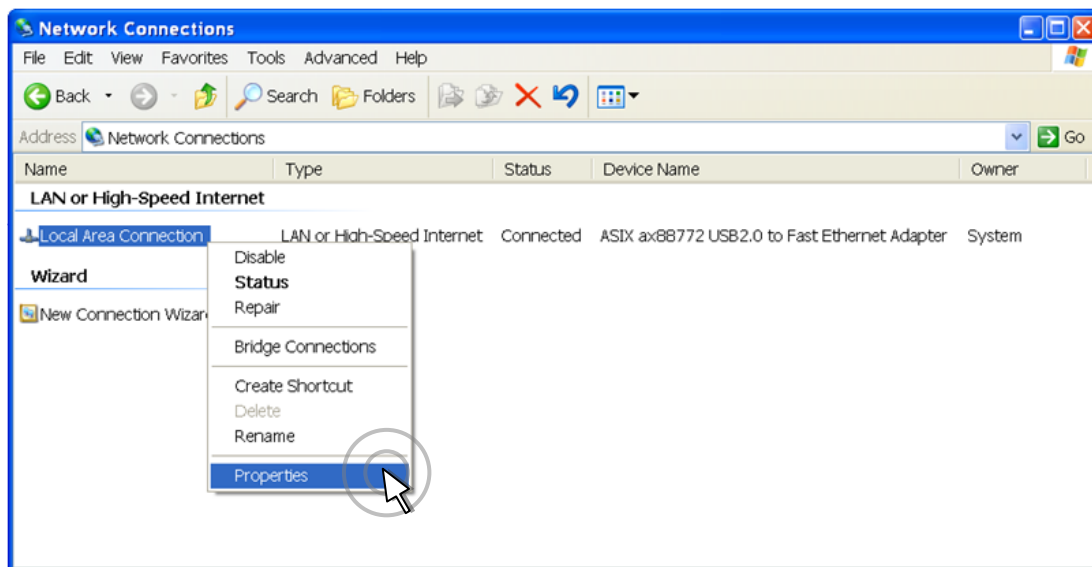 Network Connections
File Edit View Favorites Tools Advanced Help
Back Search Folders
Address Network Connections Go
Name Type Status Device Name Owner
LAN or High-Speed Internet
Local Area Connection LAN or High-Speed Internet Connected ASIX ax88772 USB2.0 to Fast Ethernet Adapter System
Disable
Wizard
Status
Repair
New Connection Wizar
Bridge Connections
Create Shortcut
Delete
Rename
Properties